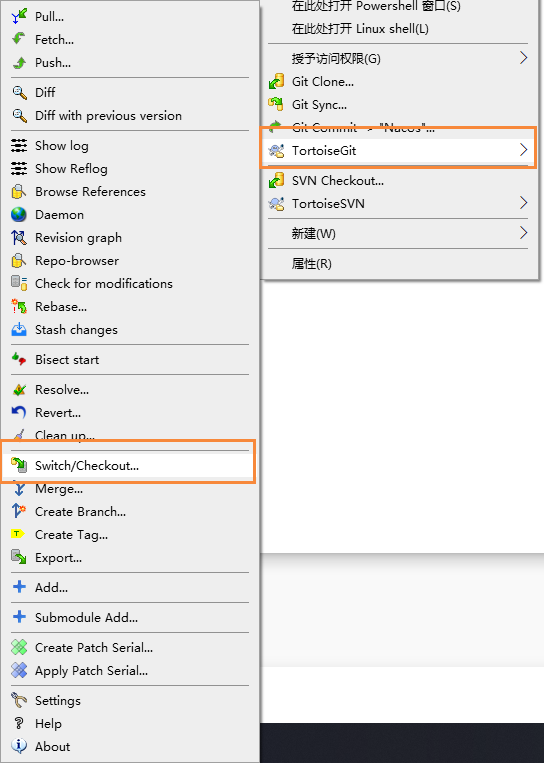 Pull...
Fetch...
Push...
Diff
Diff with previous version
Show log
Show Reflog
Browse References
Daemon
Revision graph
Repo-browser
Check for modifications
Rebase...
Stash changes
Bisect start
Resolve...
Revert...
Clean up...
Switch/Checkout...
Merge...
Create Branch...
Create Tag...
Export...
Add...
Submodule Add...
Create Patch Serial...
Apply Patch Serial...
Settings
Help
About
在此处打开 Powershell 窗口(S)
在此处打开 Linux shell(L)
授予访问权限(G)
Git Clone...
Git Sync...
Git Commit -> "Nacos"...
TortoiseGit
SVN Checkout...
TortoiseSVN
新建(W)
属性(R)